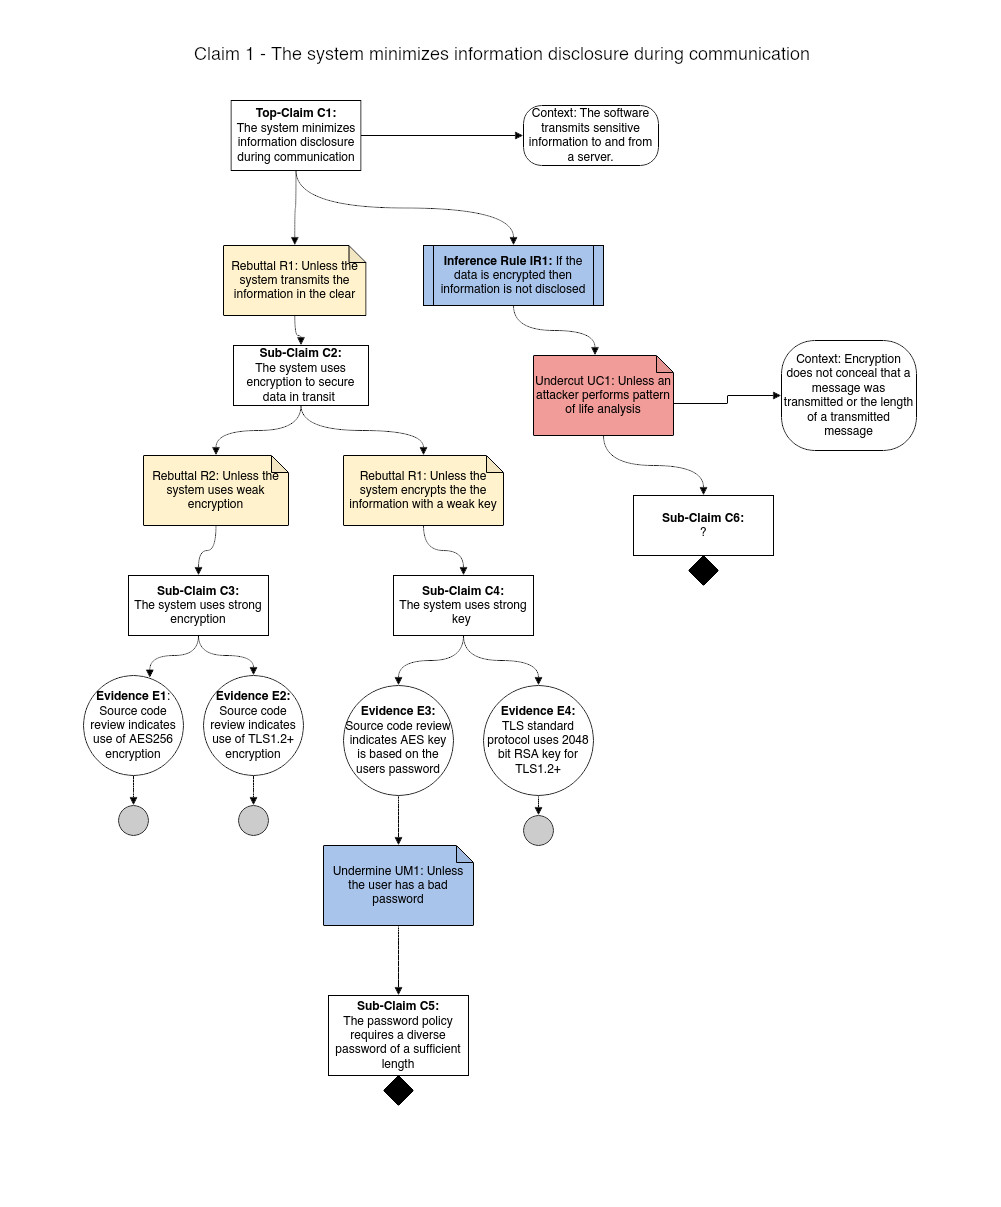 Claim 1 - The system minimizes information disclosure during communication
Top-Claim C1:
The system minimizes
information disclosure
during communication
Context: The software
transmits sensitive
information to and from
a server.
Rebuttal R1: Unless the
system transmits the
information in the clear
Inference Rule IR1: If the
data is encrypted then
information is not disclosed
Sub-Claim C2:
The system uses
encryption to secure
data in transit
Undercut UC1: Unless an
attacker performs pattern
of life analysis
Context: Encryption
does not conceal that a
message was
transmitted or the length
of a transmitted
message
Rebuttal R2: Unless the
system uses weak
encryption
Rebuttal R1: Unless the
system encrypts the the
information with a weak key
Sub-Claim C6:
?
Sub-Claim C3:
The system uses strong
encryption
Sub-Claim C4:
The system uses strong
key
Evidence E1:
Source code
review indicates
use of AES256
encryption
Evidence E2:
Source code
review indicates
use of TLS1.2+
encryption
Evidence E3:
Source code review
indicates AES key
is based on the
users password
Evidence E4:
TLS standard
protocol uses 2048
bit RSA key for
TLS1.2+
Undermine UM1: Unless
the user has a bad
password
Sub-Claim C5:
The password policy
requires a diverse
password of a sufficient
length